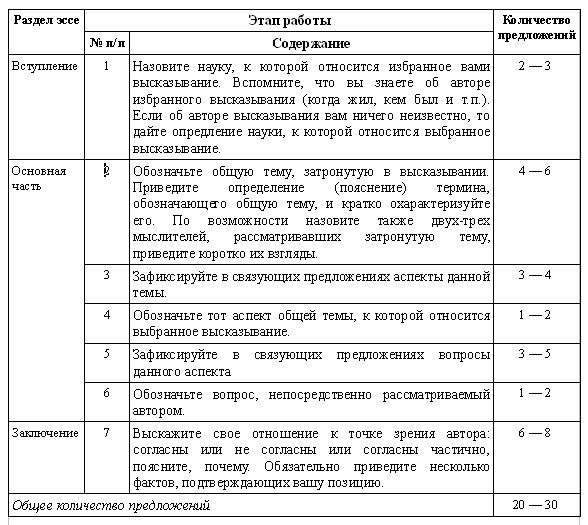 Раздел эссе
Этап работы
Количество
предложений
№ п/п
Содержание
Вступление
1
Назовите науку, к которой относится избранное вами
высказывание. Вспомните, что вы знаете об авторе
избранного высказывания (когда жил, кем был и т.п.).
Если об авторе высказывания вам ничего неизвестно, то
дайте опредление науки, к которой относится выбранное
высказывание.
2 — 3
Основная
часть
2
Обозначьте общую тему, затронутую в высказывании.
Приведите определение (пояснение) термина,
обозначающего общую тему, и кратко охарактеризуйте
его. По возможности назовите также двух-трех
мыслителей, рассматривавших затронутую тему,
приведите коротко их взгляды.
4 — 6
3
Зафиксируйте в связующих предложениях аспекты данной
темы.
3 — 4
4
Обозначьте тот аспект общей темы, к которой относится
выбранное высказывание.
1 — 2
5
Зафиксируйте в связующих предложениях вопросы
данного аспекта
3 — 5
6
Обозначьте вопрос, непосредственно рассматриваемый
автором.
1 — 2
Заключение
7
Выскажите свое отношение к точке зрения автора:
согласны или не согласны или согласны частично,
поясните, почему. Обязательно приведите несколько
фактов, подтверждающих вашу позицию.
6 — 8
Общее количество предложений
20 — 30